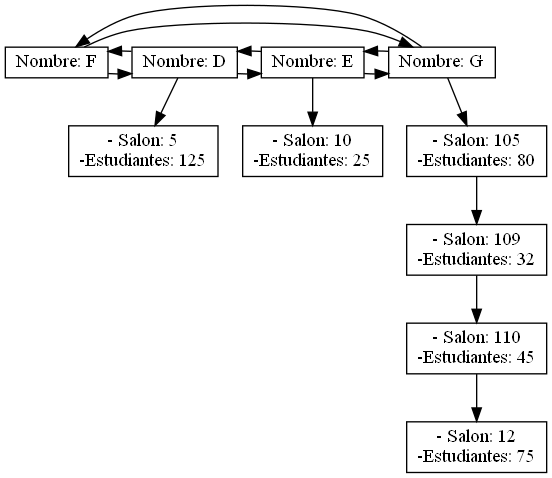 Nombre: F
Nombre: D
Nombre: E
Nombre: G
- Salon: 5
-Estudiantes: 125
- Salon: 10
-Estudiantes: 25
- Salon: 105
-Estudiantes: 80
- Salon: 109
-Estudiantes: 32
- Salon: 110
-Estudiantes: 45
- Salon: 12
-Estudiantes: 75